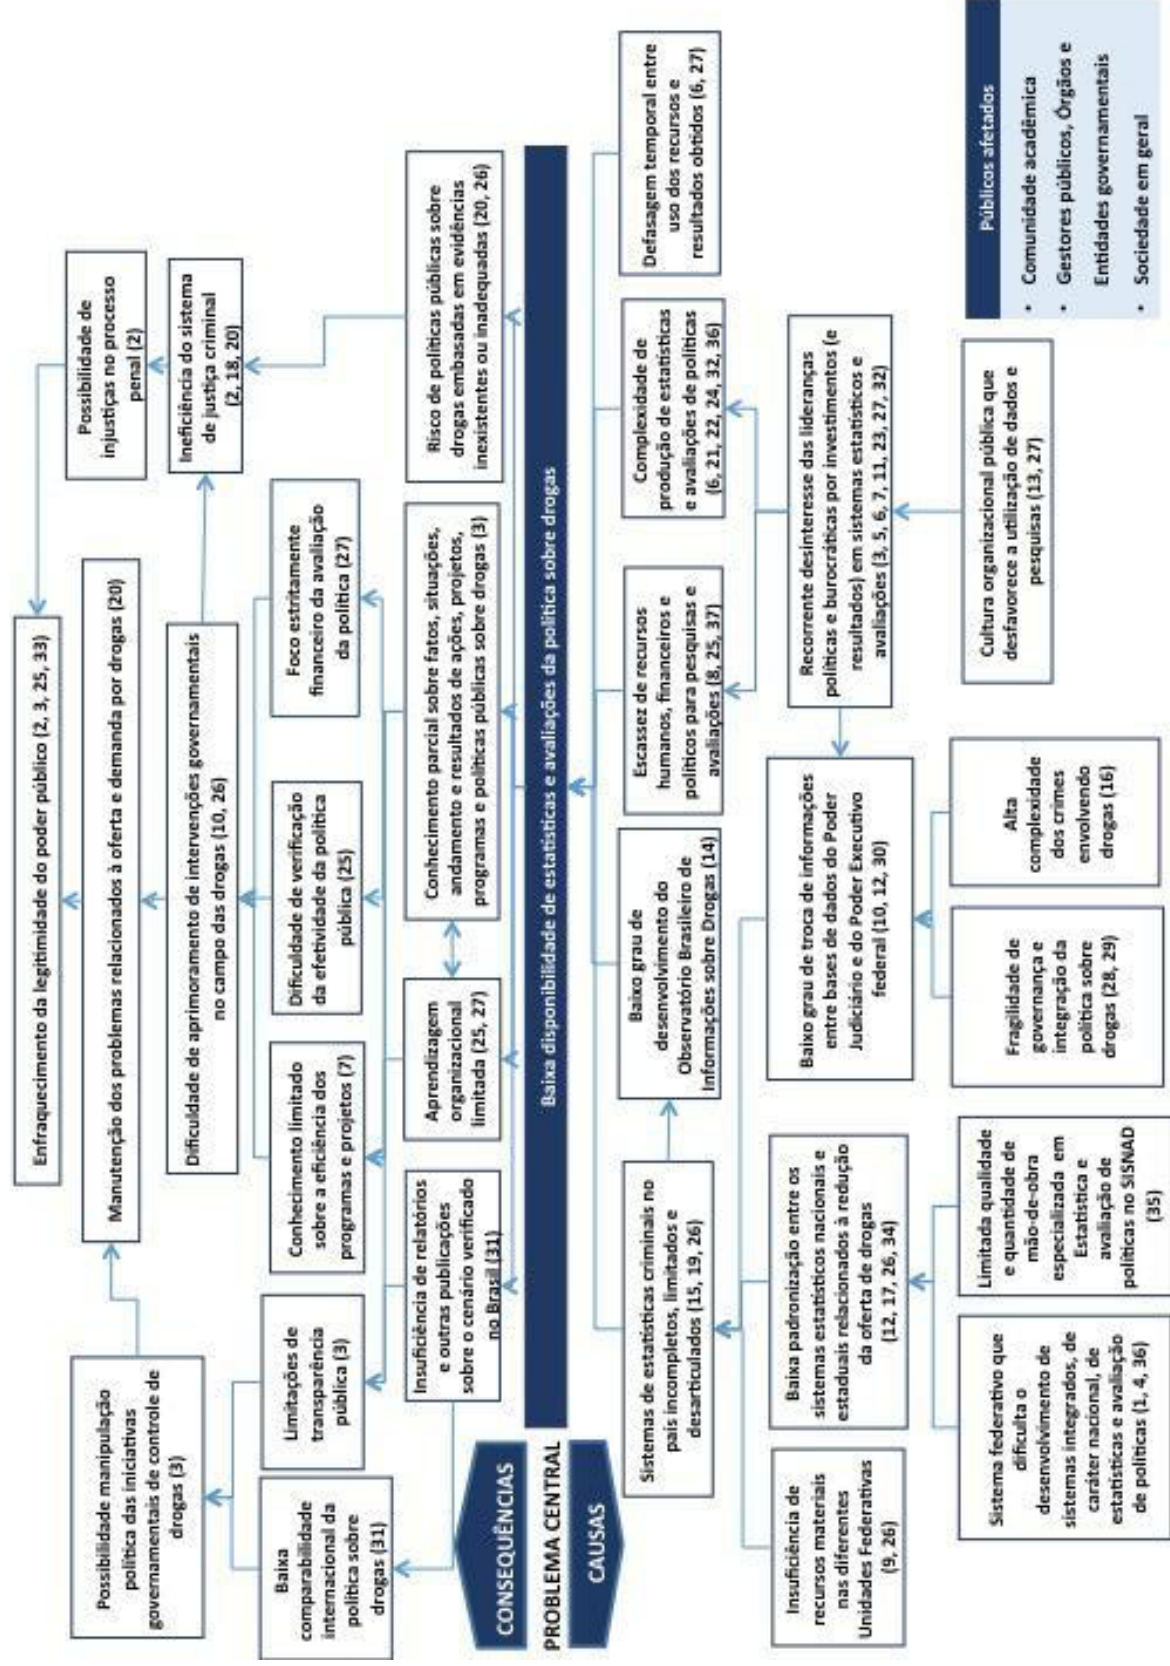 Enfraquecimento da legitimidade do poder público (2, 3, 25, 33)
Possibilidade manipulação
política das iniciativas
governamentais de controle de
drogas (3)
Manutenção dos problemas relacionados à oferta e demanda por drogas (20)
Possibilidade de
injustiças no processo
penal (2)
Dificuldade de aprimoramento de intervenções governamentais
no campo das drogas (10, 26)
Ineficiência do sistema
de justiça criminal
(2, 18, 20)
Baixa
comparabilidade
internacional da
política sobre
drogas (31)
Limitações de
transparência
pública (3)
Conhecimento limitado
sobre a eficiência dos
programas e projetos (7)
Dificuldade de verificação
da efetividade da política
pública (25)
Foco estritamente
financeiro da avaliação
da política (27)
Insuficiência de relatórios
e outras publicações
sobre o cenário verificado
no Brasil (31)
Aprendizagem
organizacional
limitada (25, 27)
Conhecimento parcial sobre fatos, situações,
andamento e resultados de ações, projetos,
programas e políticas públicas sobre drogas (3)
Risco de políticas públicas sobre
drogas embasadas em evidências
inexistentes ou inadequadas (20, 26)
CONSEQUÊNCIAS
PROBLEMA CENTRAL
CAUSAS
Baixa disponibilidade de estatísticas e avaliações da política sobre drogas
Sistemas de estatísticas criminais no
país incompletos, limitados e
desarticulados (15, 19, 26)
Baixo grau de
desenvolvimento do
Observatório Brasileiro de
Informações sobre Drogas (14)
Escassez de recursos
humanos, financeiros e
políticos para pesquisas e
avaliações (8, 25, 37)
Complexidade de
produção de estatísticas
e avaliações de políticas
(6, 21, 22, 24, 32, 36)
Defasagem temporal entre
uso dos recursos e
resultados obtidos (6, 27)
Insuficiência de
recursos materiais
nas diferentes
Unidades Federativas
(9, 26)
Baixa padronização entre os
sistemas estatísticos nacionais e
estaduais relacionados à redução
da oferta de drogas
(12, 17, 26, 34)
Baixo grau de troca de informações
entre bases de dados do Poder
Judiciário e do Poder Executivo
federal (10, 12, 30)
Recorrente desinteresse das lideranças
políticas e burocráticas por investimentos (e
resultados) em sistemas estatísticos e
avaliações (3, 5, 6, 7, 11, 23, 27, 32)
Sistema federativo que
dificulta o
desenvolvimento de
sistemas integrados, de
caráter nacional, de
estatísticas e avaliação
de políticas (1, 4, 36)
Limitada qualidade
e quantidade de
mão-de-obra
especializada em
Estatística e
avaliação de
políticas no SISNAD
(35)
Fragilidade de
governança e
integração da
política sobre
drogas (28, 29)
Alta
complexidade
dos crimes
envolvendo
drogas (16)
Cultura organizacional pública que
desfavorece a utilização de dados e
pesquisas (13, 27)
Públicos afetados
• Comunidade acadêmica
• Gestores públicos, Órgãos e
Entidades governamentais
• Sociedade em geral